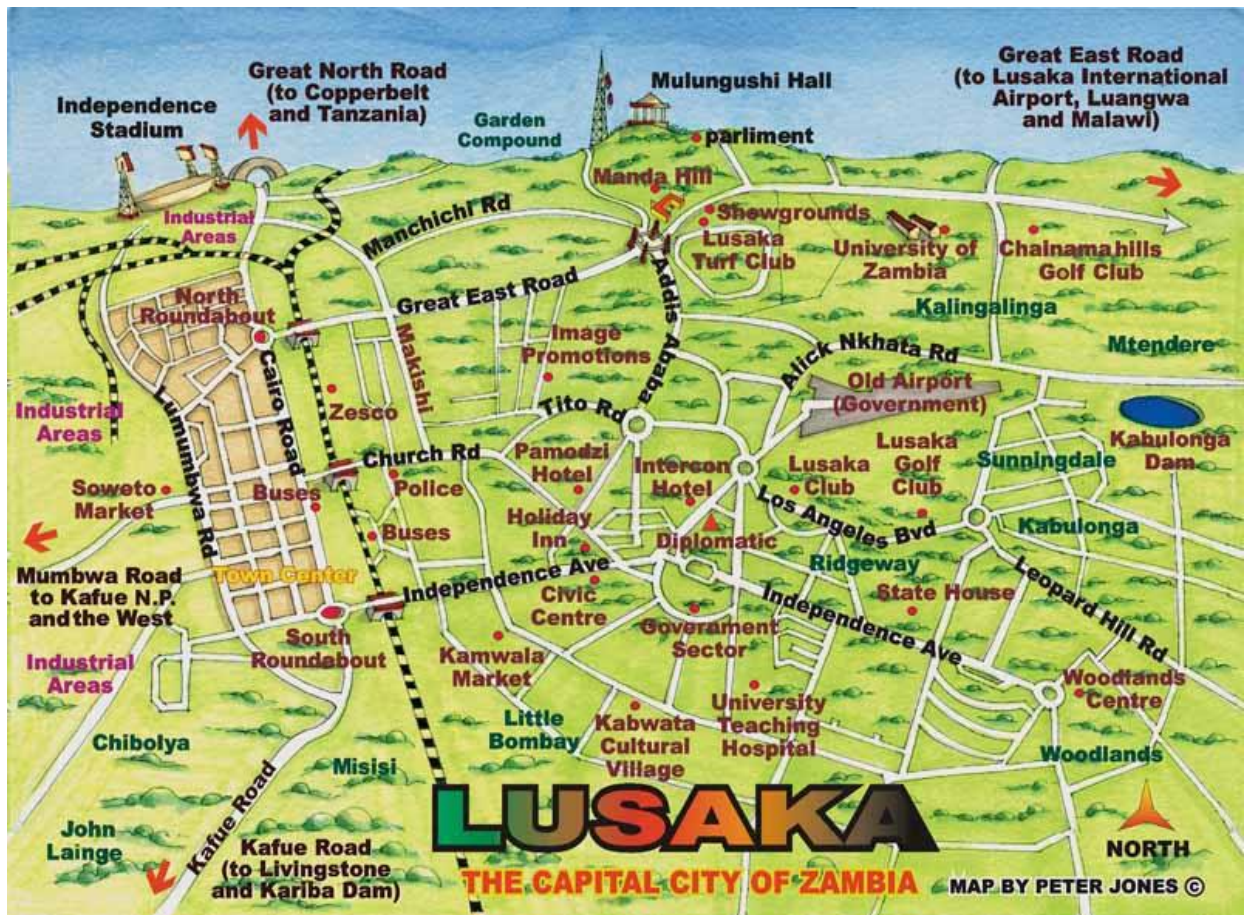 Great North Road
(to Copperbelt
and Tanzania)
Independence
Stadium
Garden
Compound
Mulungushi Hall
parliment
Great East Road
(to Lusaka International
Airport, Luangwa
and Malawi)
Manda Hill
Industrial
Areas
Manchichi Rd
Showgrounds
Lusaka
Turf Club
University of
Zambia
Chainama hills
Golf Club
North
Roundabout
Great East Road
Addis Ababa
Kalingalinga
Makishi
Image
Promotions
Alick Nkhata Rd
Mtendere
Cairo Road
Zesco
Old Airport
(Government)
Industrial
Areas
Lumumbwa Rd
Tito Rd
Church Rd
Pamodzi
Hotel
Intercon
Hotel
Lusaka
Club
Lusaka
Golf
Club
Sunningdale
Kabulonga
Dam
Soweto
Market
Buses
Police
Holiday
Inn
Los Angeles Bvd
Kabulonga
Buses
Diplomatic
Ridgeway
Mumbwa Road
to Kafue N.P.
and the West
Town Center
Independence Ave
Civic
Centre
Independence Ave
State House
Leopard Hill Rd
South
Roundabout
Government
Sector
Industrial
Areas
Kamwala
Market
Woodlands
Centre
University
Teaching
Hospital
Little
Bombay
Kabwata
Cultural
Village
Chibolya
Misisi
Woodlands
Kafue Road
John
Lainge
Kafue Road
(to Livingstone
and Kariba Dam)
LUSAKA
THE CAPITAL CITY OF ZAMBIA
NORTH
MAP BY PETER JONES ©